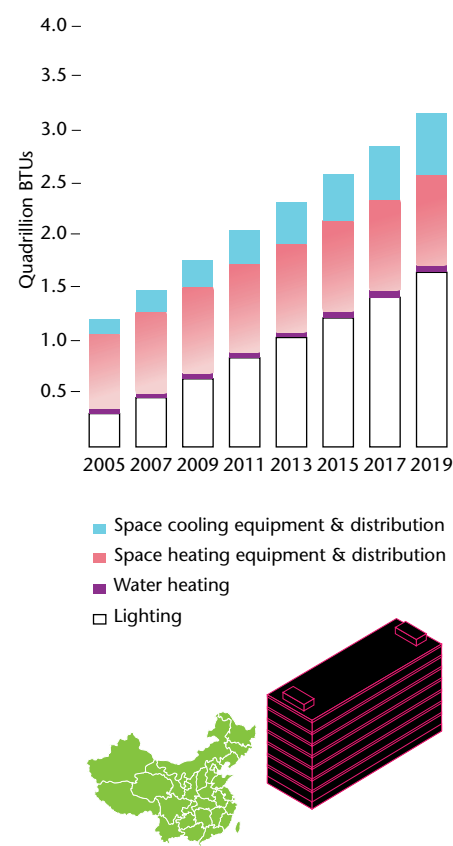 4.0
3.5
3.0
2.5
2.0
1.5
1.0
0.5
Quadrillion BTUs
2005 2007 2009 2011 2013 2015 2017 2019
Space cooling equipment & distribution
Space heating equipment & distribution
Water heating
Lighting